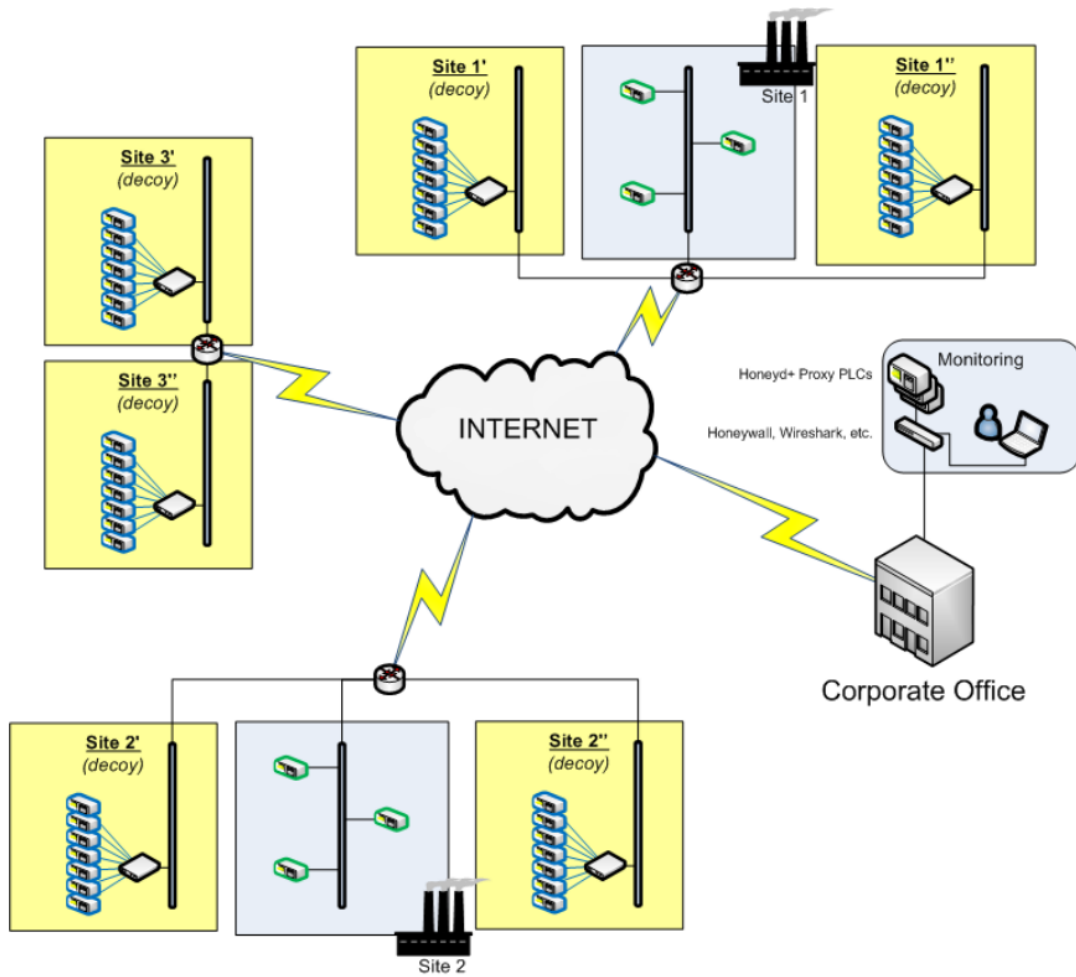 Site 1'
(decoy)
Site 1
Site 1''
(decoy)
Site 3'
(decoy)
Site 3''
(decoy)
INTERNET
Monitoring
Honeyd+ Proxy PLCs
Honeywall, Wireshark, etc.
Corporate Office
Site 2'
(decoy)
Site 2''
(decoy)
Site 2